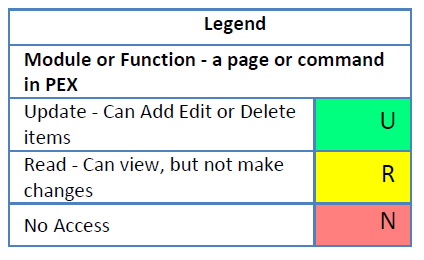 Legend
Module or Function - a page or command
in PEX
Update - Can Add Edit or Delete
items
U
Read - Can view, but not make
changes
R
No Access
N